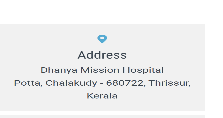 Address
Dhanya Mission Hospital
Potta, Chalakudy - 680722, Thrissur,
Kerala